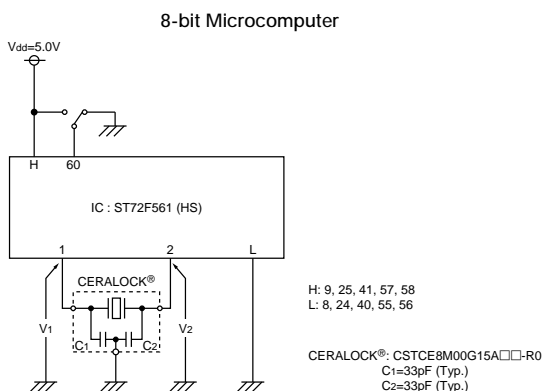 8-bit Microcomputer
Vdd=5.0V
H 60
IC : ST72F561 (HS)
1 2 L
CERALOCK®
H: 9, 25, 41, 57, 58
L: 8, 24, 40, 55, 56
V1 C1 C2 V2
CERALOCK®: CSTCE8M00G15A□□-R0
C1=33pF (Typ.)
C2=33pF (Typ.)